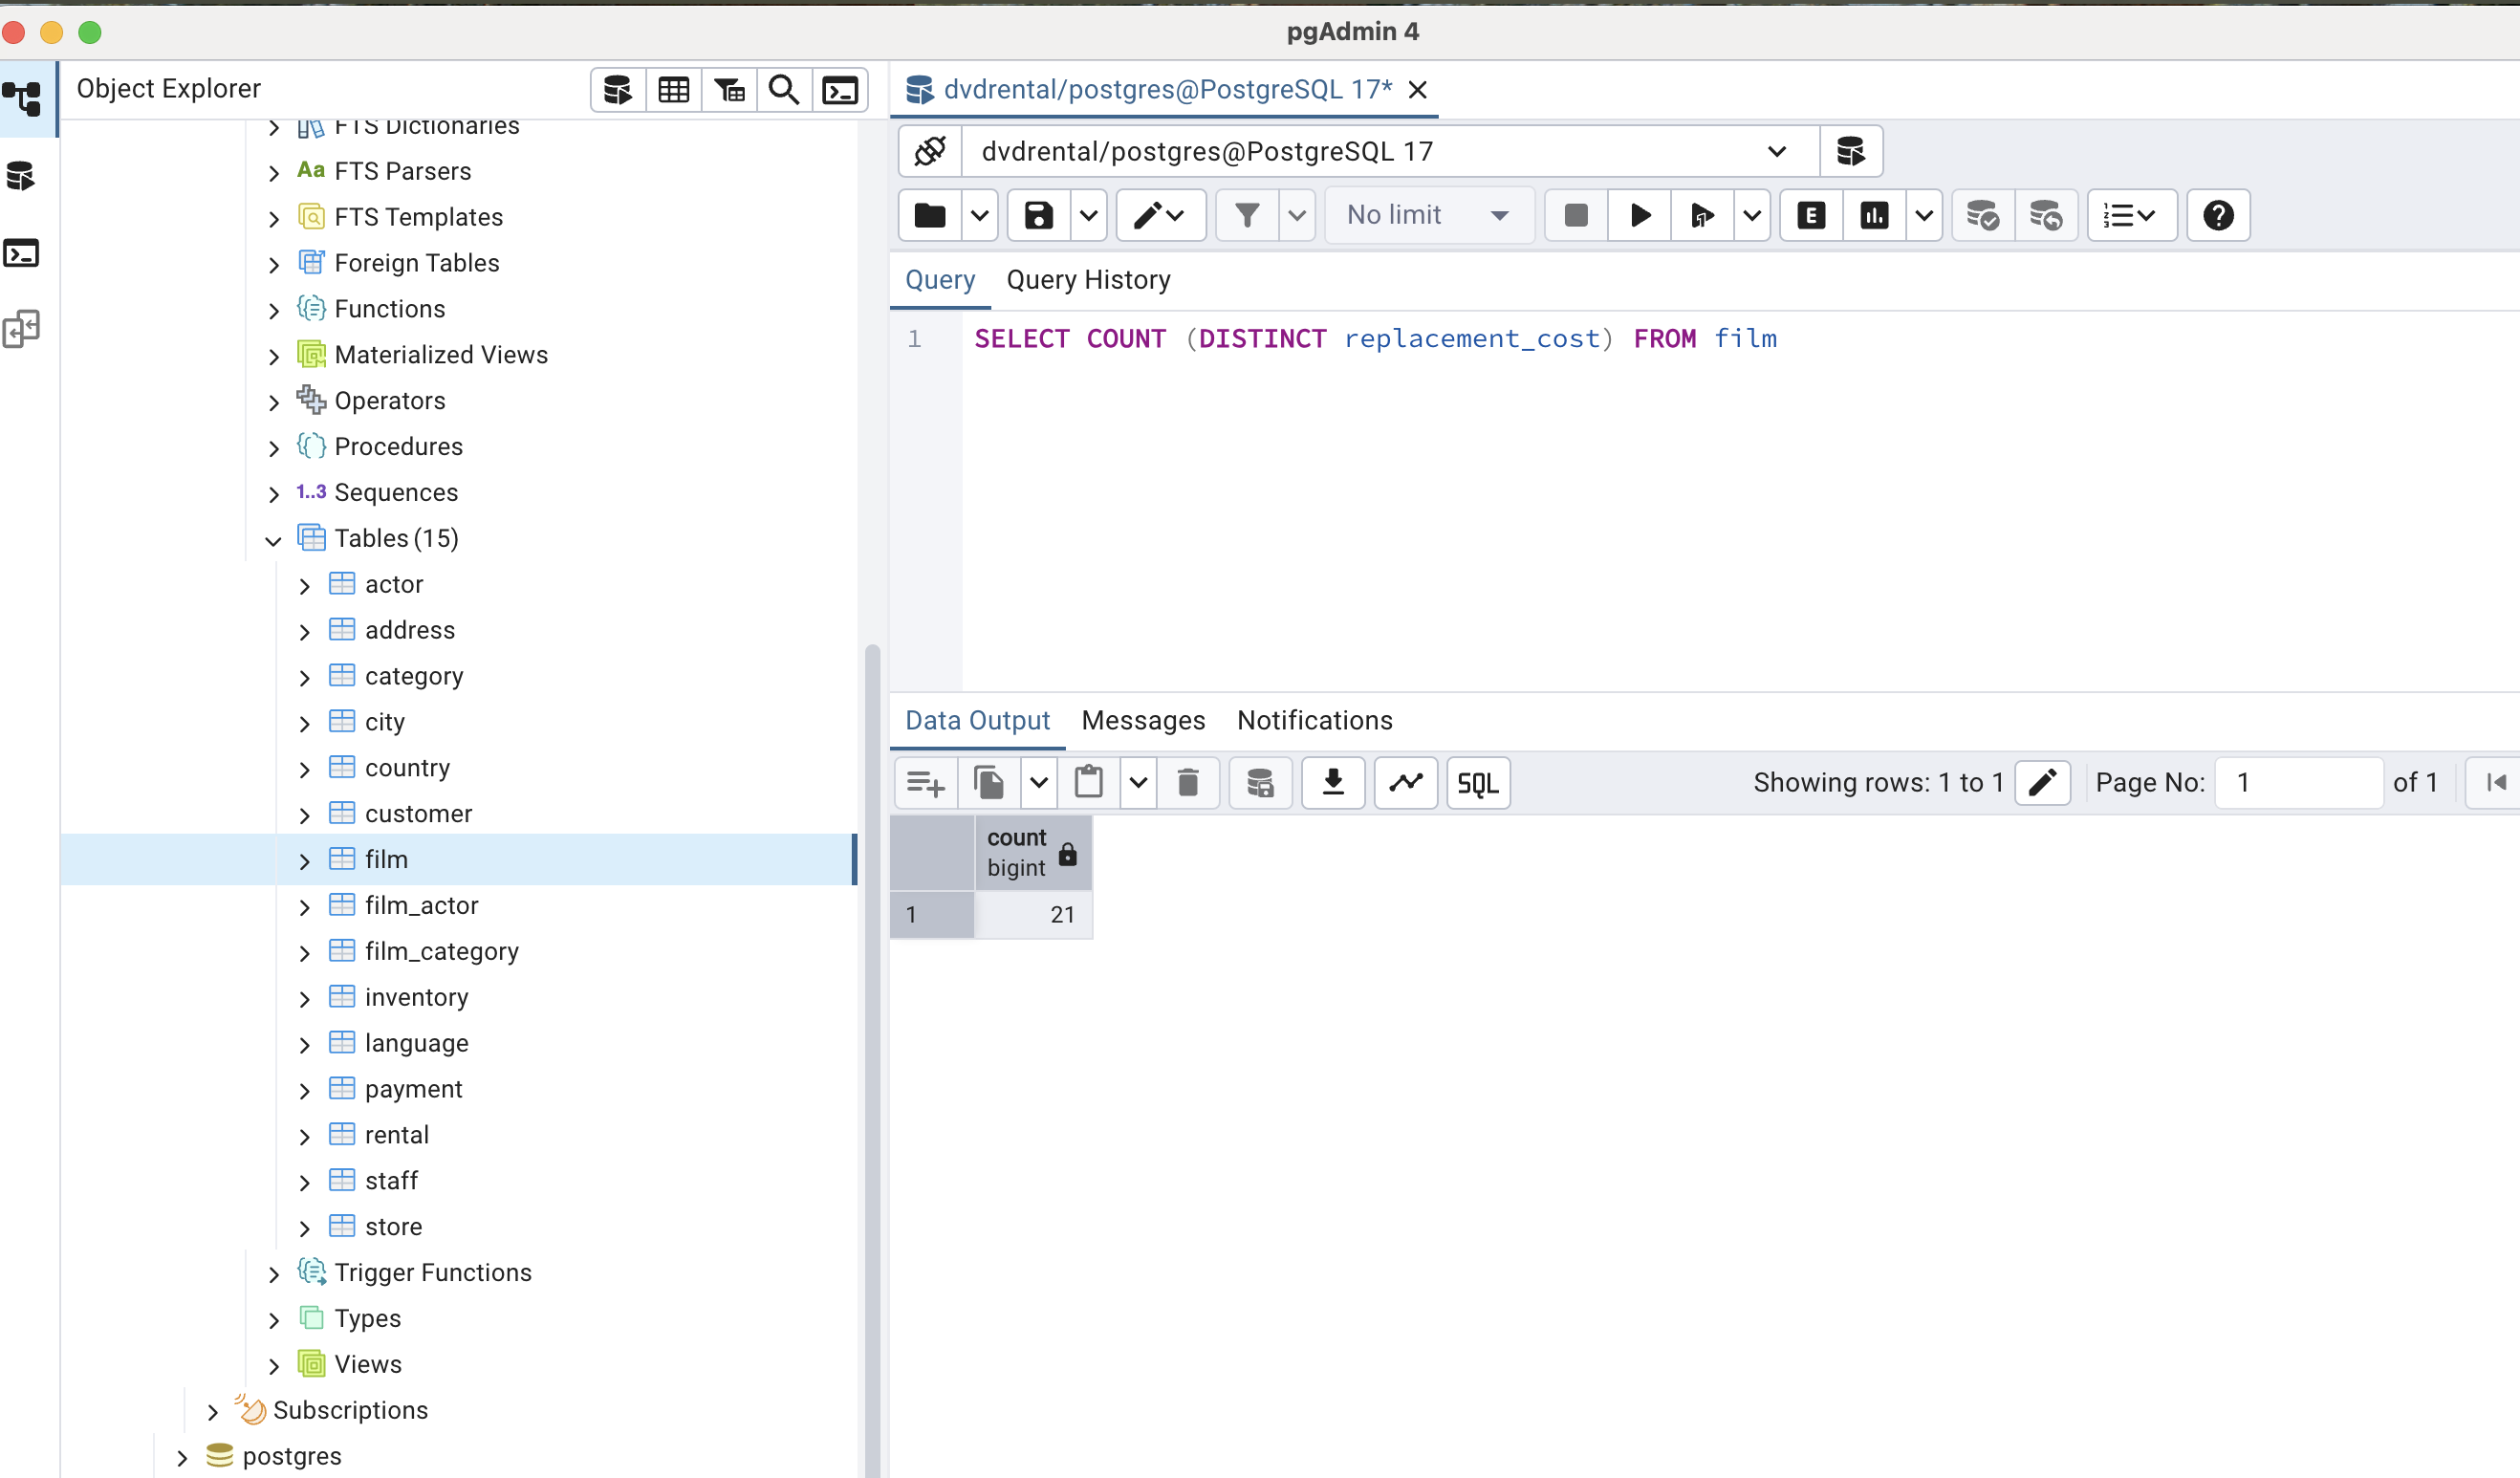 pgAdmin 4
Object Explorer
FTS Dictionaries
Aa FTS Parsers
FTS Templates
Foreign Tables
Functions
Materialized Views
Operators
Procedures
1..3 Sequences
Tables (15)
actor
address
category
city
country
customer
film
film_actor
film_category
inventory
language
payment
rental
staff
store
Trigger Functions
Types
Views
Subscriptions
postgres
dvdrental/postgres@PostgreSQL 17*
dvdrental/postgres@PostgreSQL 17
No limit
E
Query Query History
1 SELECT COUNT (DISTINCT replacement_cost) FROM film
Data Output Messages Notifications
SQL Showing rows: 1 to 1 Page No: 1 of 1
count
bigint
1 21